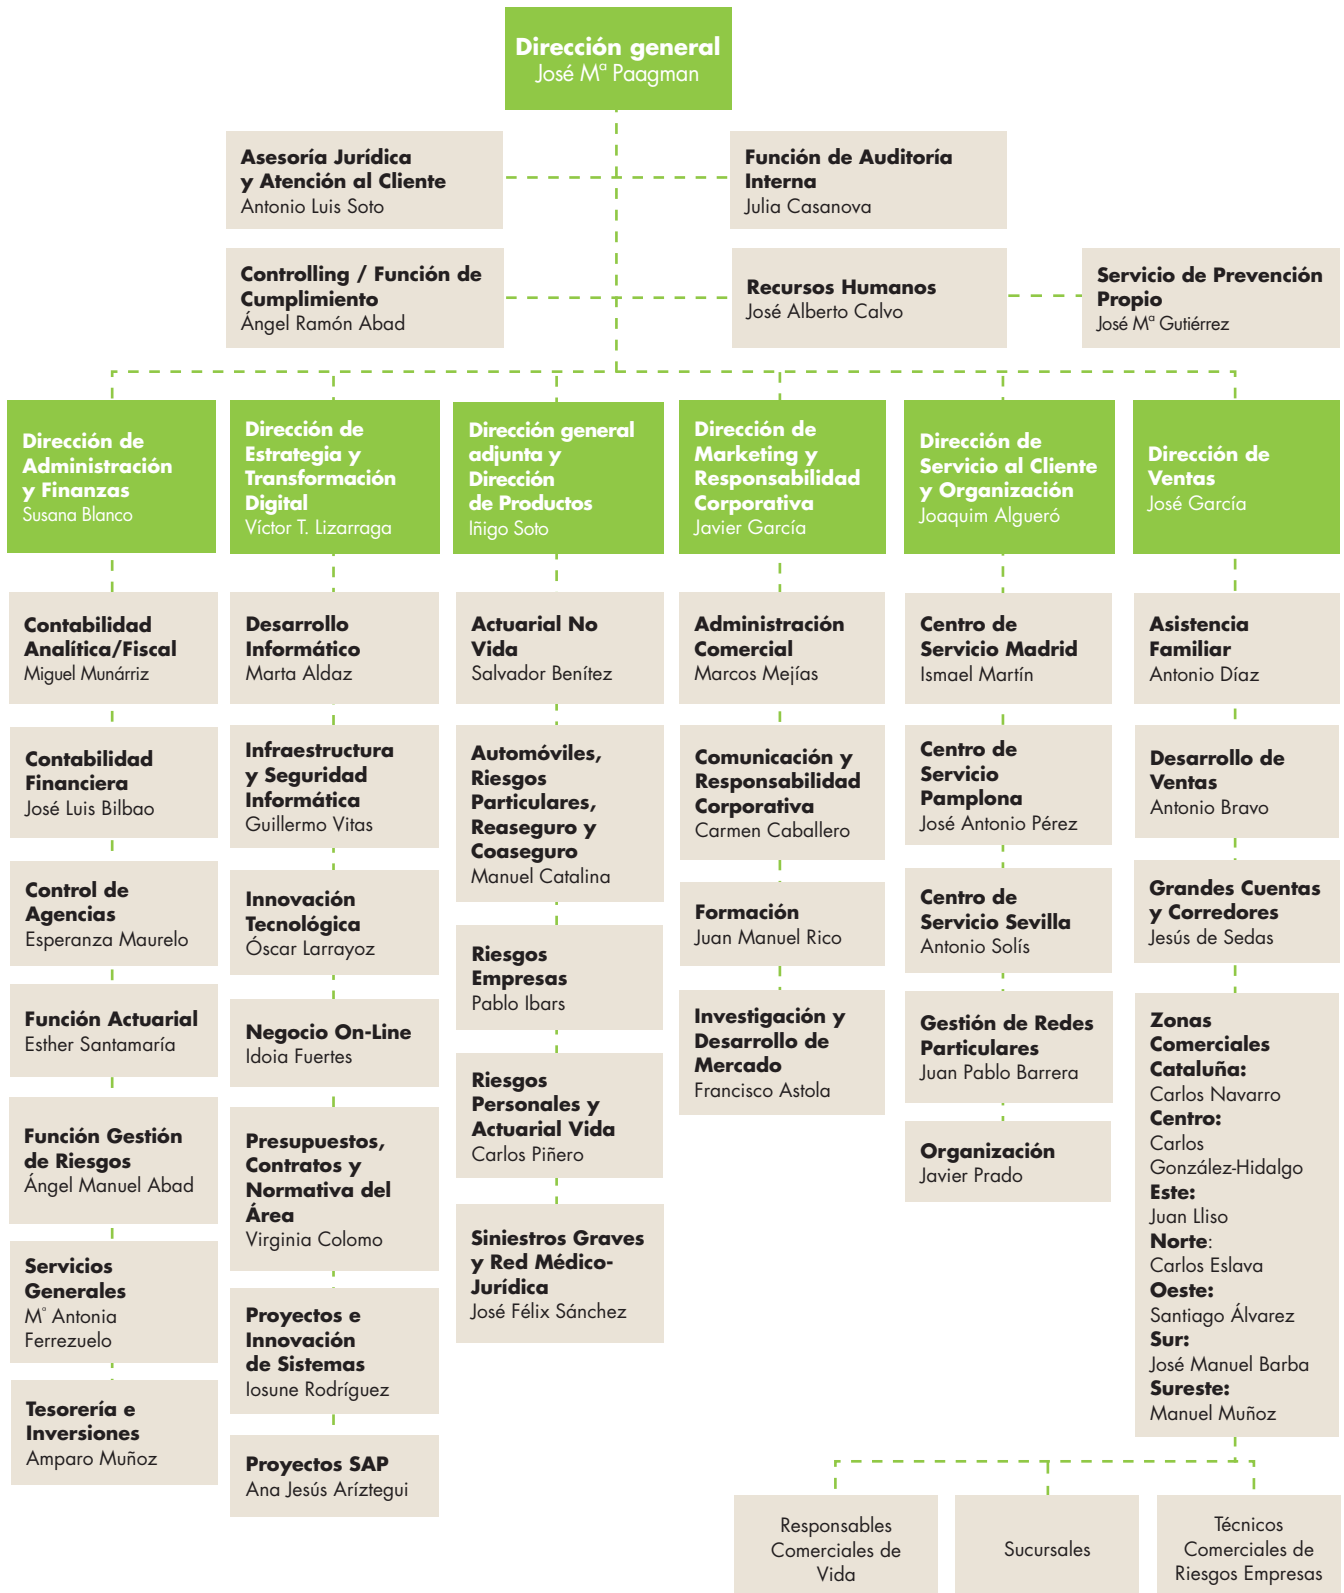 Dirección general
José Mª Paagman
Asesoría Jurídica
y Atención al Cliente
Antonio Luis Soto
Función de Auditoría
Interna
Julia Casanova
Controlling / Función de
Cumplimiento
Ángel Ramón Abad
Recursos Humanos
José Alberto Calvo
Servicio de Prevención
Propio
José Mª Gutiérrez
Dirección de
Administración
y Finanzas
Susana Blanco
Dirección de
Estrategia y
Transformación
Digital
Víctor T. Lizarraga
Dirección general
adjunta y
Dirección
de Productos
Iñigo Soto
Dirección de
Marketing y
Responsabilidad
Corporativa
Javier García
Dirección de
Servicio al Cliente
y Organización
Joaquim Algueró
Dirección de
Ventas
José García
Contabilidad
Analítica/Fiscal
Miguel Munárriz
Contabilidad
Financiera
José Luis Bilbao
Control de
Agencias
Esperanza Maurelo
Función Actuarial
Esther Santamaría
Función Gestión
de Riesgos
Ángel Manuel Abad
Servicios
Generales
M° Antonia
Ferrezuelo
Tesorería e
Inversiones
Amparo Muñoz
Desarrollo
Informático
Marta Aldaz
Infraestructura
y Seguridad
Informática
Guillermo Vitas
Innovación
Tecnológica
Óscar Larrayoz
Negocio On-Line
Idoia Fuertes
Presupuestos,
Contratos y
Normativa del
Área
Virginia Colomo
Proyectos e
Innovación
de Sistemas
Iosune Rodríguez
Proyectos SAP
Ana Jesús Aríztegui
Actuarial No
Vida
Salvador Benítez
Automóviles,
Riesgos
Particulares,
Reaseguro y
Coaseguro
Manuel Catalina
Riesgos
Empresas
Pablo Ibars
Riesgos
Personales y
Actuarial Vida
Carlos Piñero
Siniestros Graves
y Red Médico-
Jurídica
José Félix Sánchez
Administración
Comercial
Marcos Mejías
Comunicación y
Responsabilidad
Corporativa
Carmen Caballero
Formación
Juan Manuel Rico
Investigación y
Desarrollo de
Mercado
Francisco Astola
Centro de
Servicio Madrid
Ismael Martín
Centro de
Servicio
Pamplona
José Antonio Pérez
Centro de
Servicio Sevilla
Antonio Solís
Gestión de Redes
Particulares
Juan Pablo Barrera
Organización
Javier Prado
Asistencia
Familiar
Antonio Díaz
Desarrollo de
Ventas
Antonio Bravo
Grandes Cuentas
y Corredores
Jesús de Sedas
Zonas
Comerciales
Cataluña:
Carlos Navarro
Centro:
Carlos
González-Hidalgo
Este:
Juan Lliso
Norte:
Carlos Eslava
Oeste:
Santiago Álvarez
Sur:
José Manuel Barba
Sureste:
Manuel Muñoz
Responsables
Comerciales de
Vida
Sucursales
Técnicos
Comerciales de
Riesgos Empresas